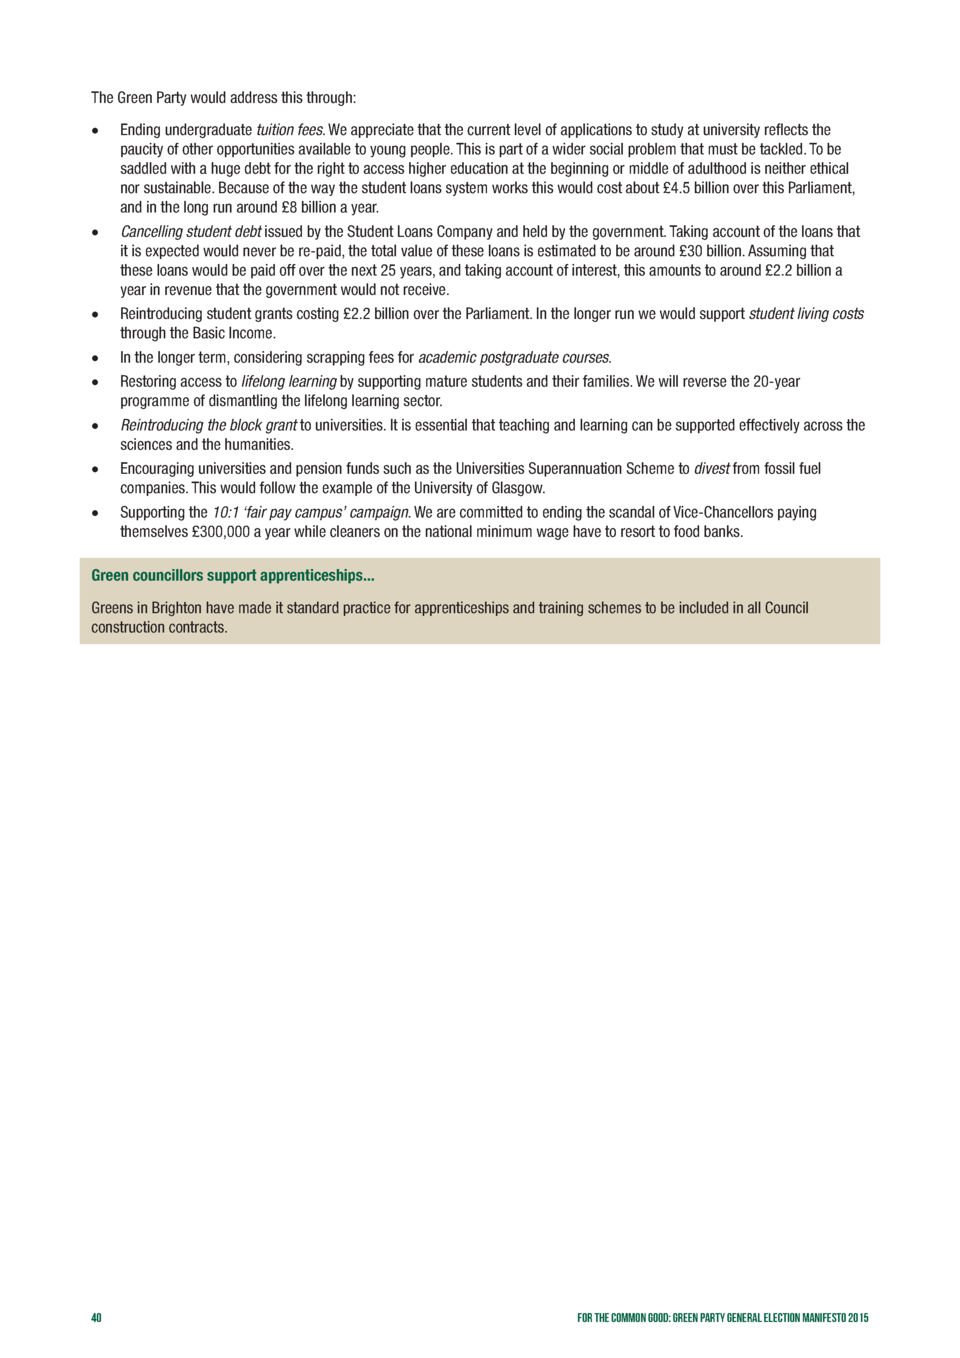 The Green Party would address this through:
• Ending undergraduate tuition fees. We appreciate that the current level of applications to study at university reflects the
paucity of other opportunities available to young people. This is part of a wider social problem that must be tackled. To be
saddled with a huge debt for the right to access higher education at the beginning or middle of adulthood is neither ethical
nor sustainable. Because of the way the student loans system works this would cost about £4.5 billion over this Parliament,
and in the long run around £8 billion a year.
• Cancelling student debt issued by the Student Loans Company and held by the government. Taking account of the loans that
it is expected would never be re-paid, the total value of these loans is estimated to be around £30 billion. Assuming that
these loans would be paid off over the next 25 years, and taking account of interest, this amounts to around £2.2 billion a
year in revenue that the government would not receive.
• Reintroducing student grants costing £2.2 billion over the Parliament. In the longer run we would support student living costs
through the Basic Income.
• In the longer term, considering scrapping fees for academic postgraduate courses.
• Restoring access to lifelong learning by supporting mature students and their families. We will reverse the 20-year
programme of dismantling the lifelong learning sector.
• Reintroducing the block grant to universities. It is essential that teaching and learning can be supported effectively across the
sciences and the humanities.
• Encouraging universities and pension funds such as the Universities Superannuation Scheme to divest from fossil fuel
companies. This would follow the example of the University of Glasgow.
• Supporting the 10:1 ‘fair pay campus’ campaign. We are committed to ending the scandal of Vice-Chancellors paying
themselves £300,000 a year while cleaners on the national minimum wage have to resort to food banks.
Green councillors support apprenticeships...
Greens in Brighton have made it standard practice for apprenticeships and training schemes to be included in all Council
construction contracts.
40
FOR THE COMMON GOOD: GREEN PARTY GENERAL ELECTION MANIFESTO 2015